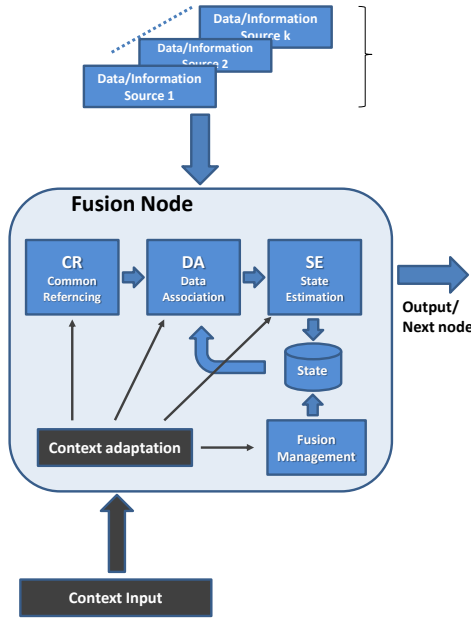 Data/Information
Source k
Data/Information
Source 2
Data/Information
Source 1
Fusion Node
CR
Common
Referncing
DA
Data
Association
SE
State
Estimation
Output/
Next node
State
Context adaptation
Fusion
Management
Context Input